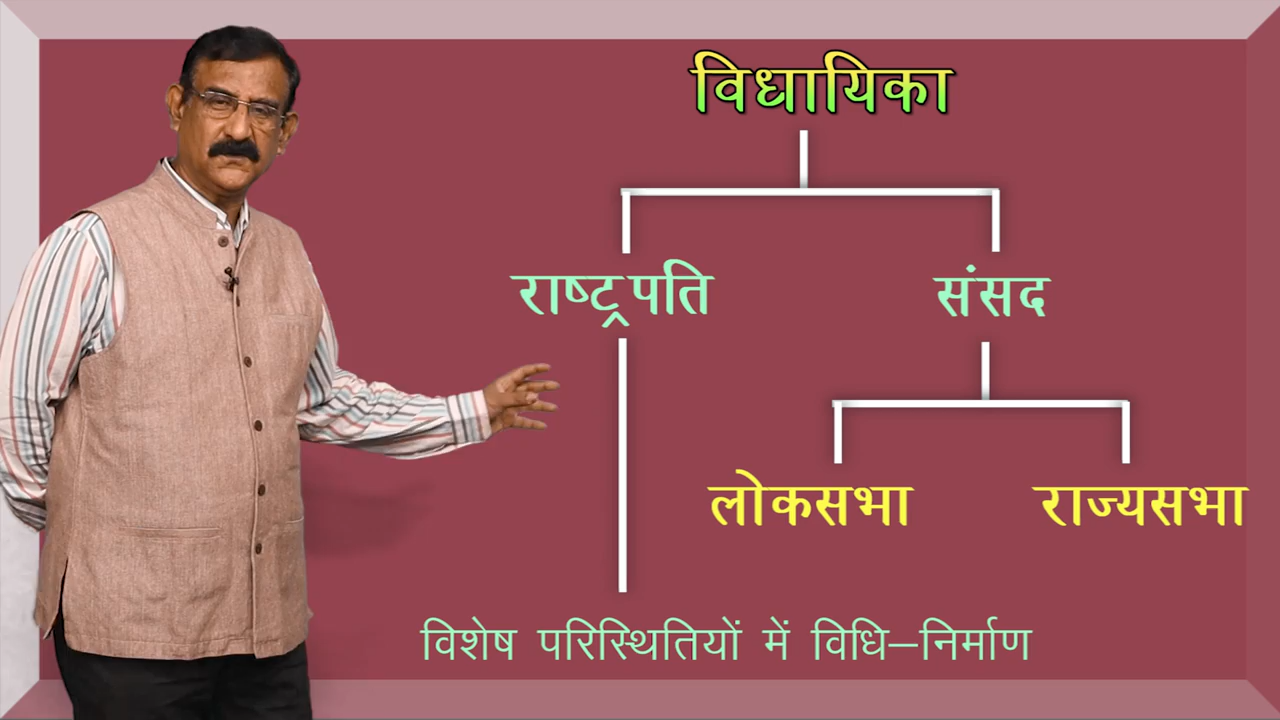 विधायिका
राष्ट्रपति संसद
लोकसभा राज्यसभा
विशेष परिस्थितियों में विधि–निर्माण